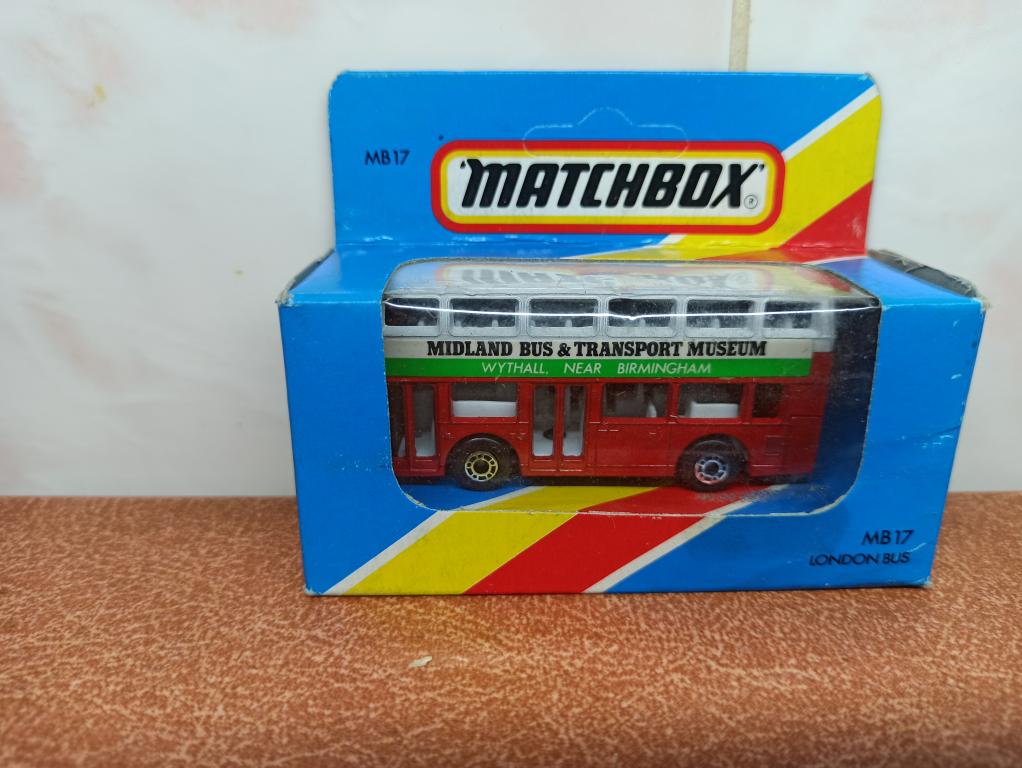 MB17
"MATCHBOX" ®
MIDLAND BUS & TRANSPORT MUSEUM
WYTHALL, NEAR BIRMINGHAM
MB17
LONDON BUS